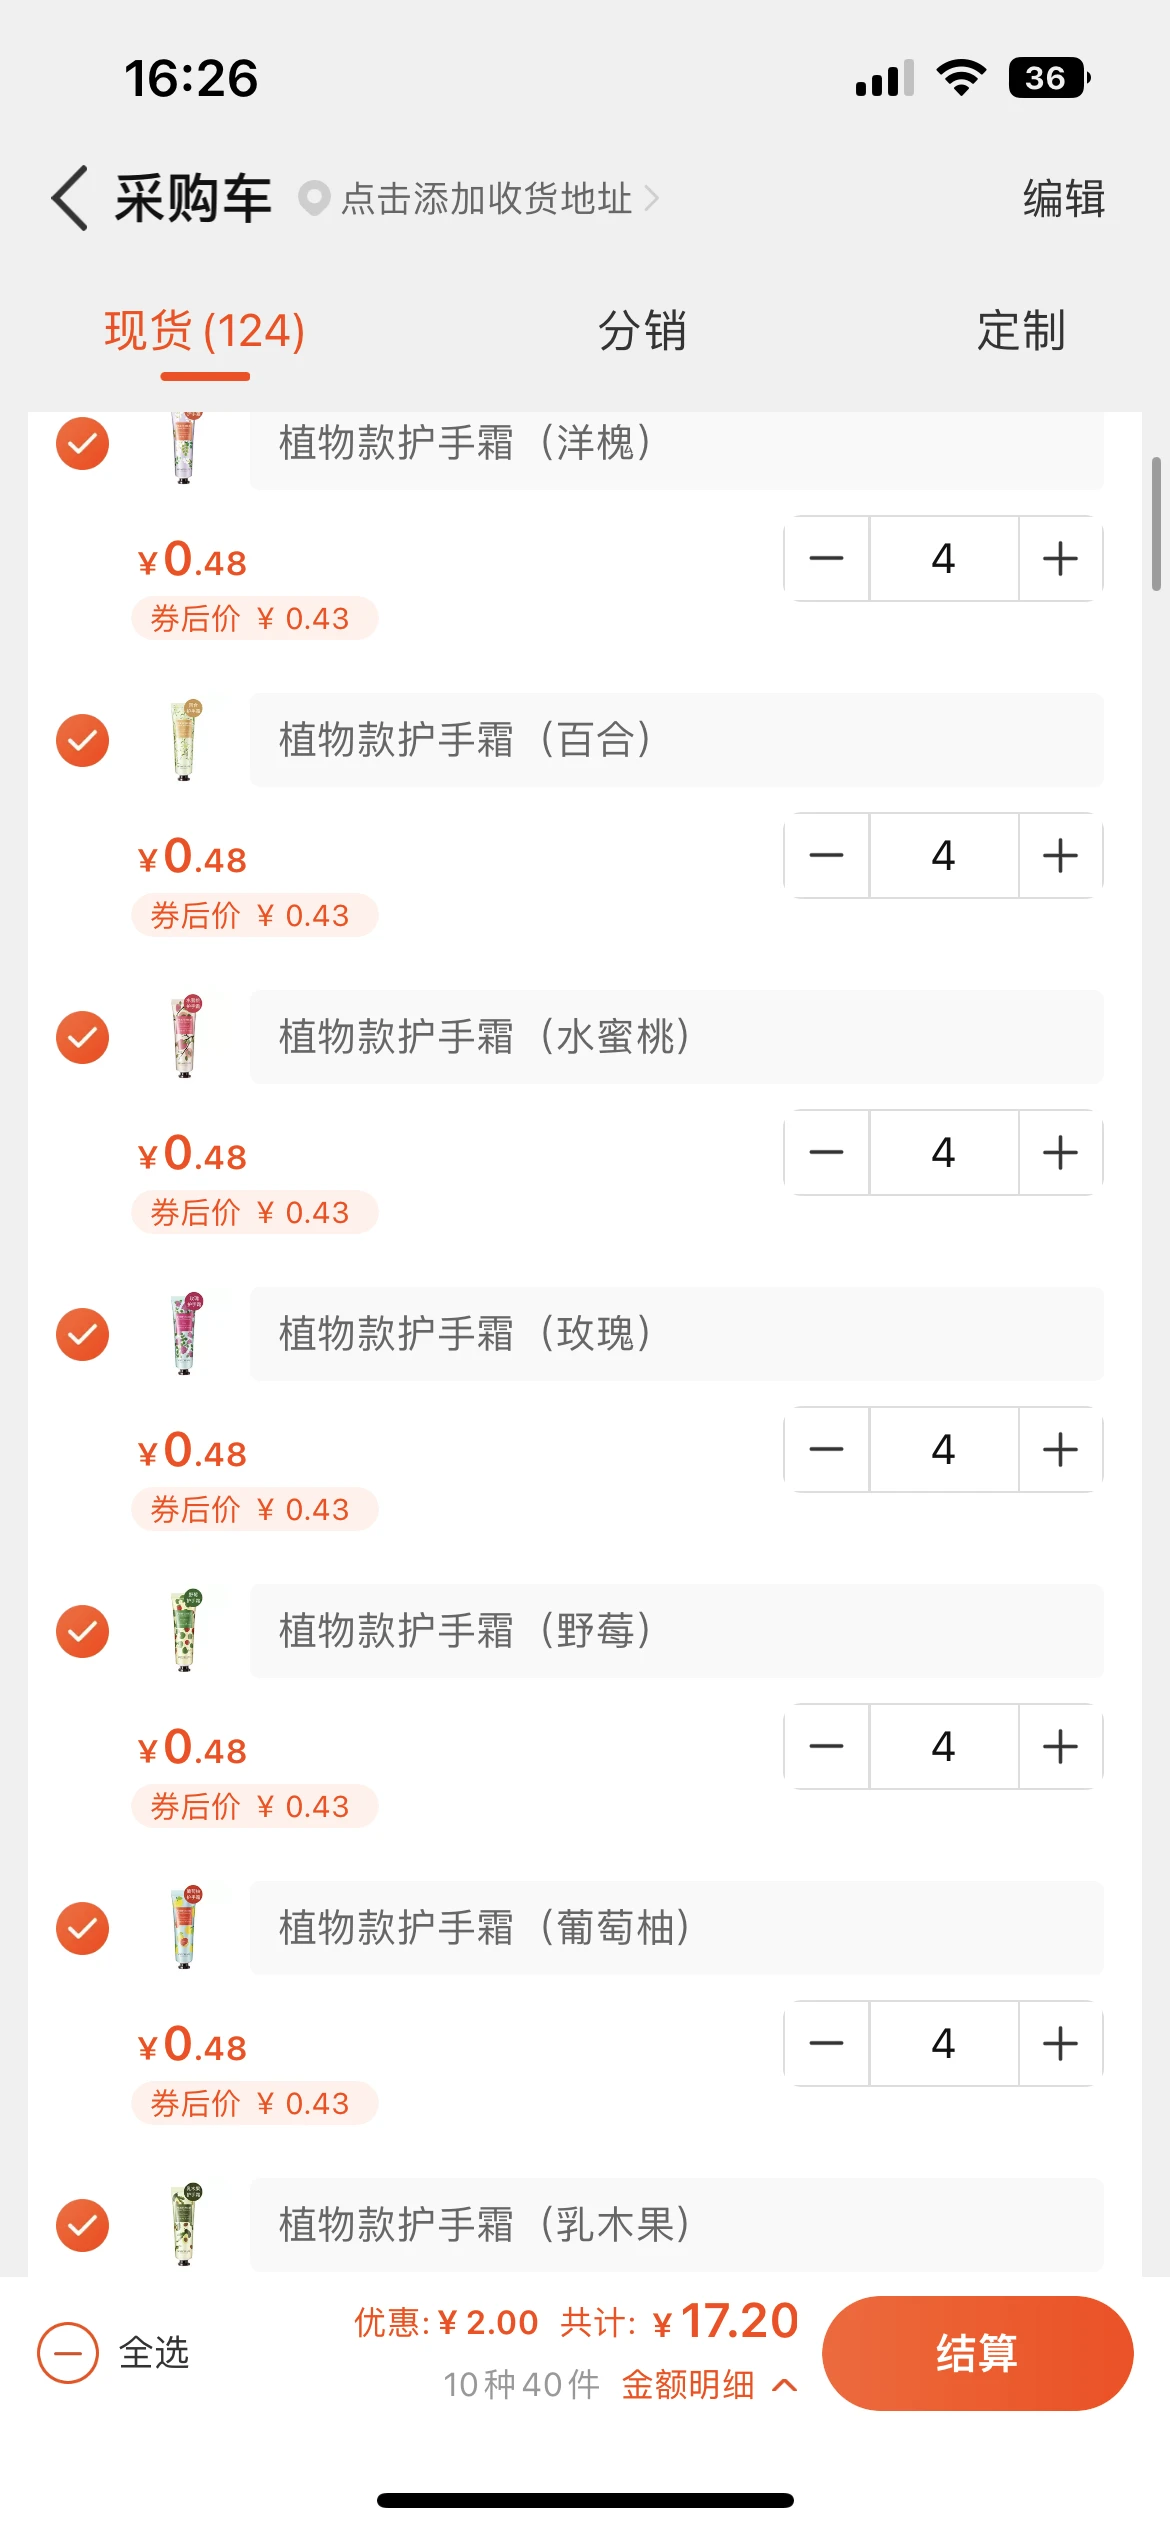 16:26
36
采购车 点击添加收货地址
编辑
现货(124)
分销
定制
植物款护手霜（洋槐）
¥0.48
4
券后价 ¥ 0.43
植物款护手霜（百合）
¥0.48
4
券后价 ¥ 0.43
植物款护手霜（水蜜桃）
¥0.48
4
券后价 ¥ 0.43
植物款护手霜（玫瑰）
¥0.48
4
券后价 ¥ 0.43
植物款护手霜（野莓）
¥0.48
4
券后价 ¥ 0.43
植物款护手霜（葡萄柚）
¥0.48
4
券后价 ¥ 0.43
植物款护手霜（乳木果）
全选
优惠:¥ 2.00 共计: ¥ 17.20
10种40件 金额明细
结算